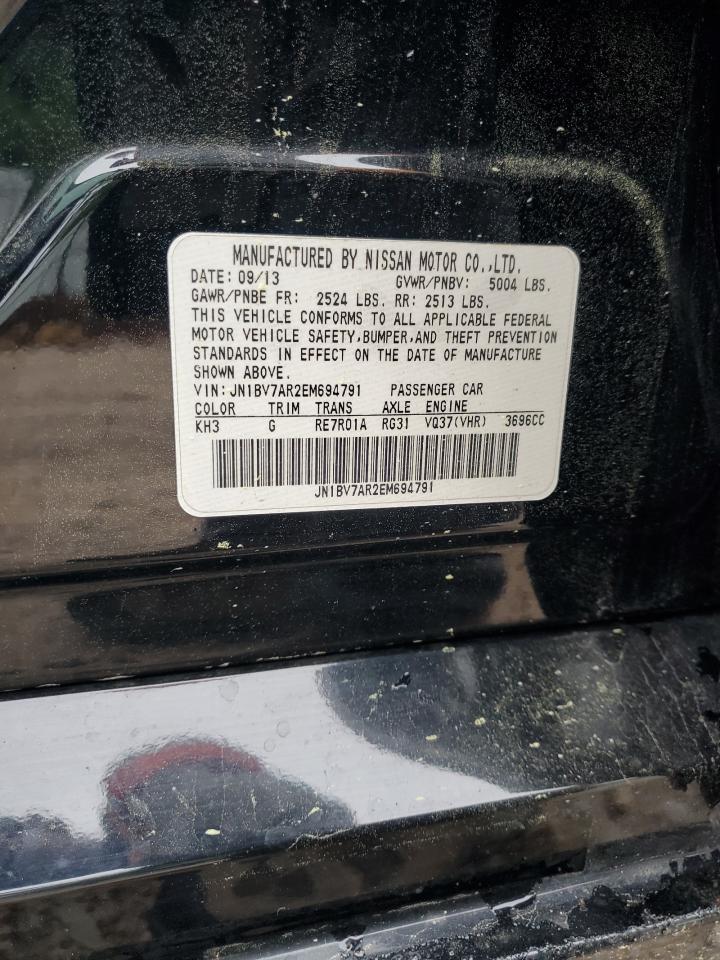 MANUFACTURED BY NISSAN MOTOR CO.,LTD.
DATE: 09/13 GVWR/PNBV: 5004 LBS.
GAWR/PNBE FR: 2524 LBS. RR: 2513 LBS.
THIS VEHICLE CONFORMS TO ALL APPLICABLE FEDERAL
MOTOR VEHICLE SAFETY,BUMPER,AND THEFT PREVENTION
STANDARDS IN EFFECT ON THE DATE OF MANUFACTURE
SHOWN ABOVE.
VIN:JN1BV7AR2EM694791 PASSENGER CAR
COLOR TRIM TRANS AXLE ENGINE
KH3 G RE7R01A RG31 VQ37(VHR) 3696CC
JN1BV7AR2EM694791